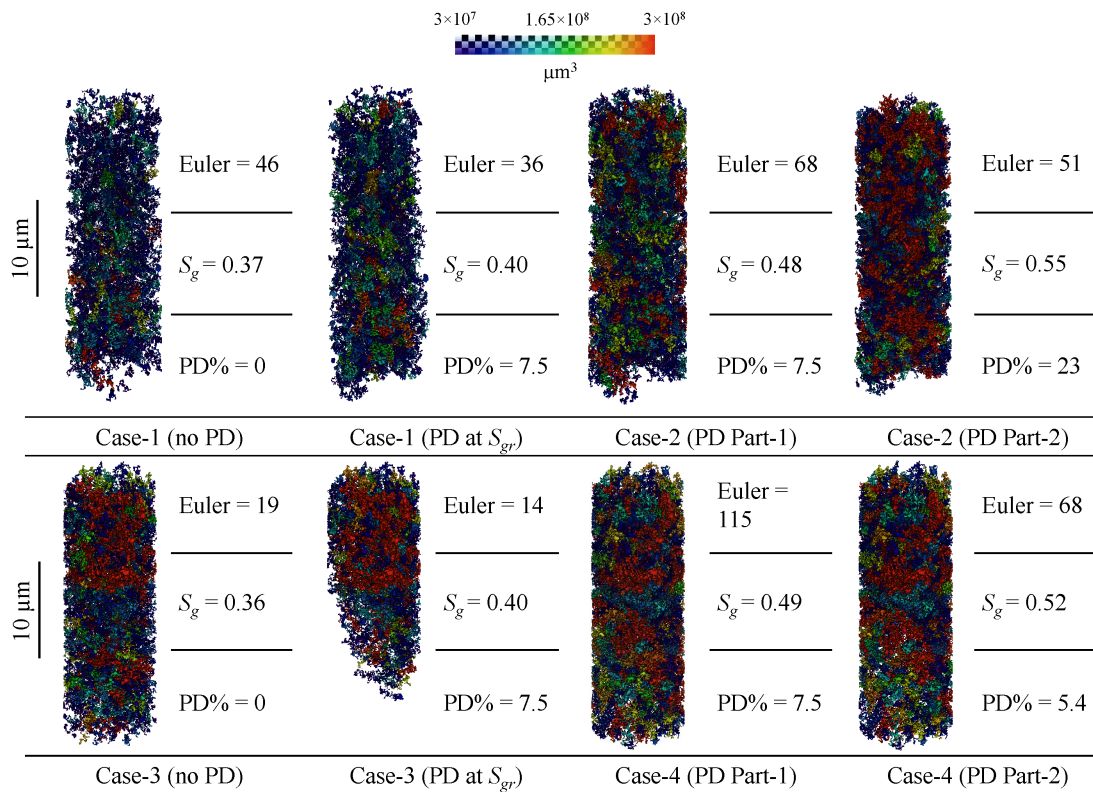 3×10⁷ 1.65×10⁸ 3×10⁸
μm³
10 μm
Euler = 46
S_g = 0.37
PD% = 0
Euler = 36
S_g = 0.40
PD% = 7.5
Euler = 68
S_g = 0.48
PD% = 7.5
Euler = 51
S_g = 0.55
PD% = 23
Case-1 (no PD)
Case-1 (PD at S_gr)
Case-2 (PD Part-1)
Case-2 (PD Part-2)
10 μm
Euler = 19
S_g = 0.36
PD% = 0
Euler = 14
S_g = 0.40
PD% = 7.5
Euler =
115
S_g = 0.49
PD% = 7.5
Euler = 68
S_g = 0.52
PD% = 5.4
Case-3 (no PD)
Case-3 (PD at S_gr)
Case-4 (PD Part-1)
Case-4 (PD Part-2)